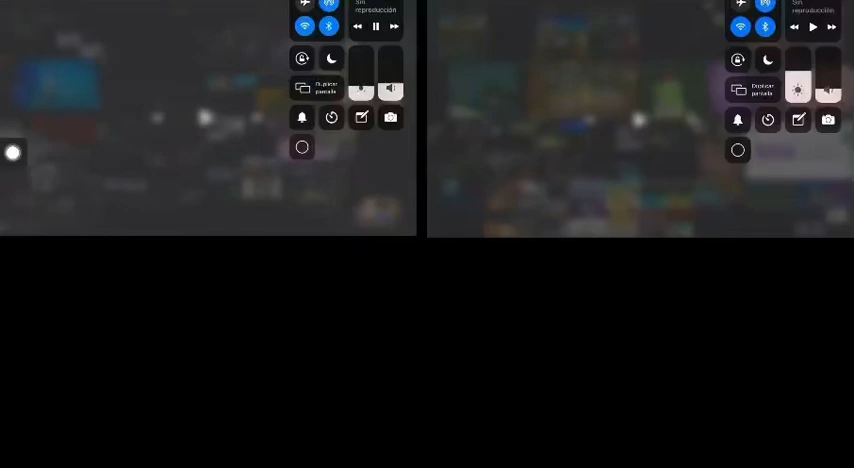 Sin
reproducción
Duplicar
pantalla
Sin
reproducción
Duplicar
pantalla